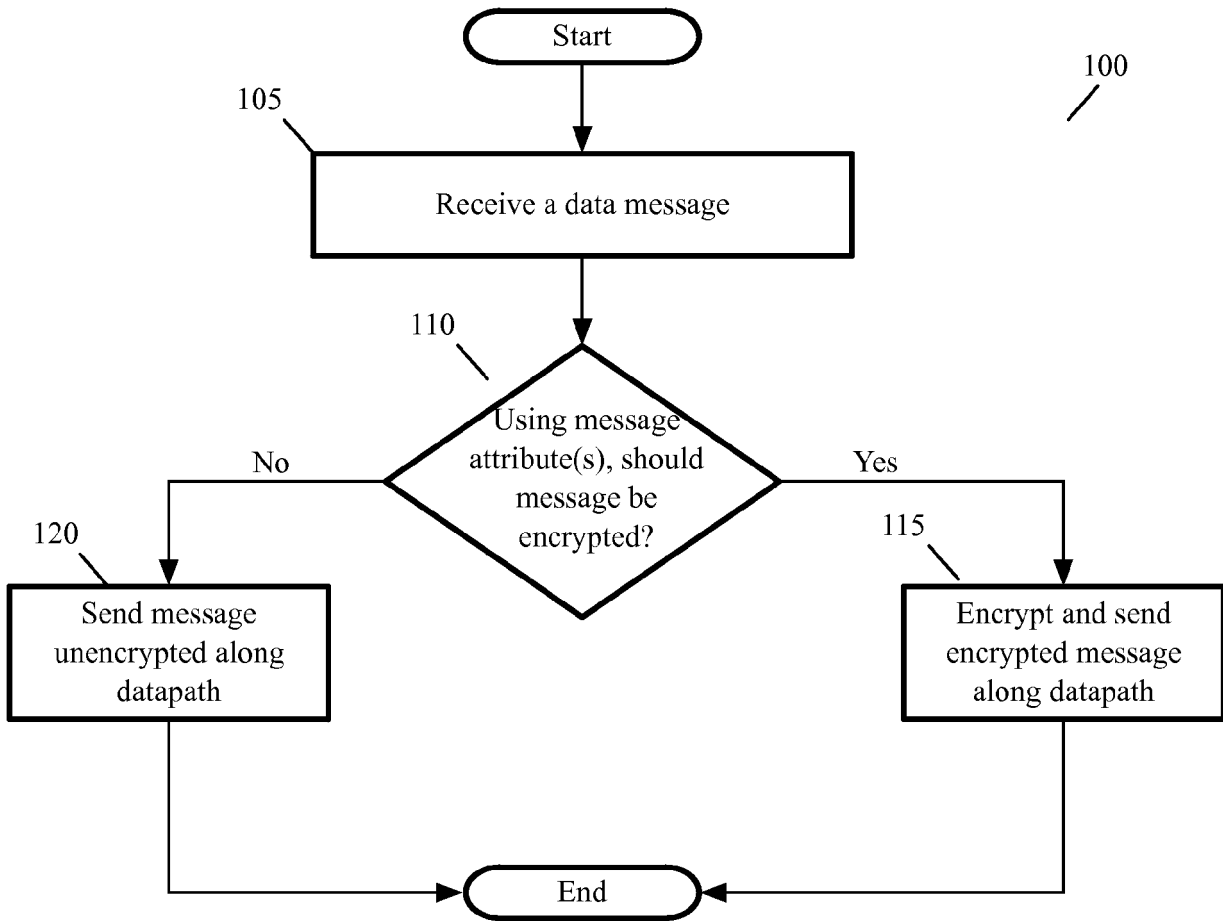 Start
100
105
Receive a data message
110
Using message
attribute(s), should
message be
encrypted?
No
Yes
120
115
Send message
unencrypted along
datapath
Encrypt and send
encrypted message
along datapath
End